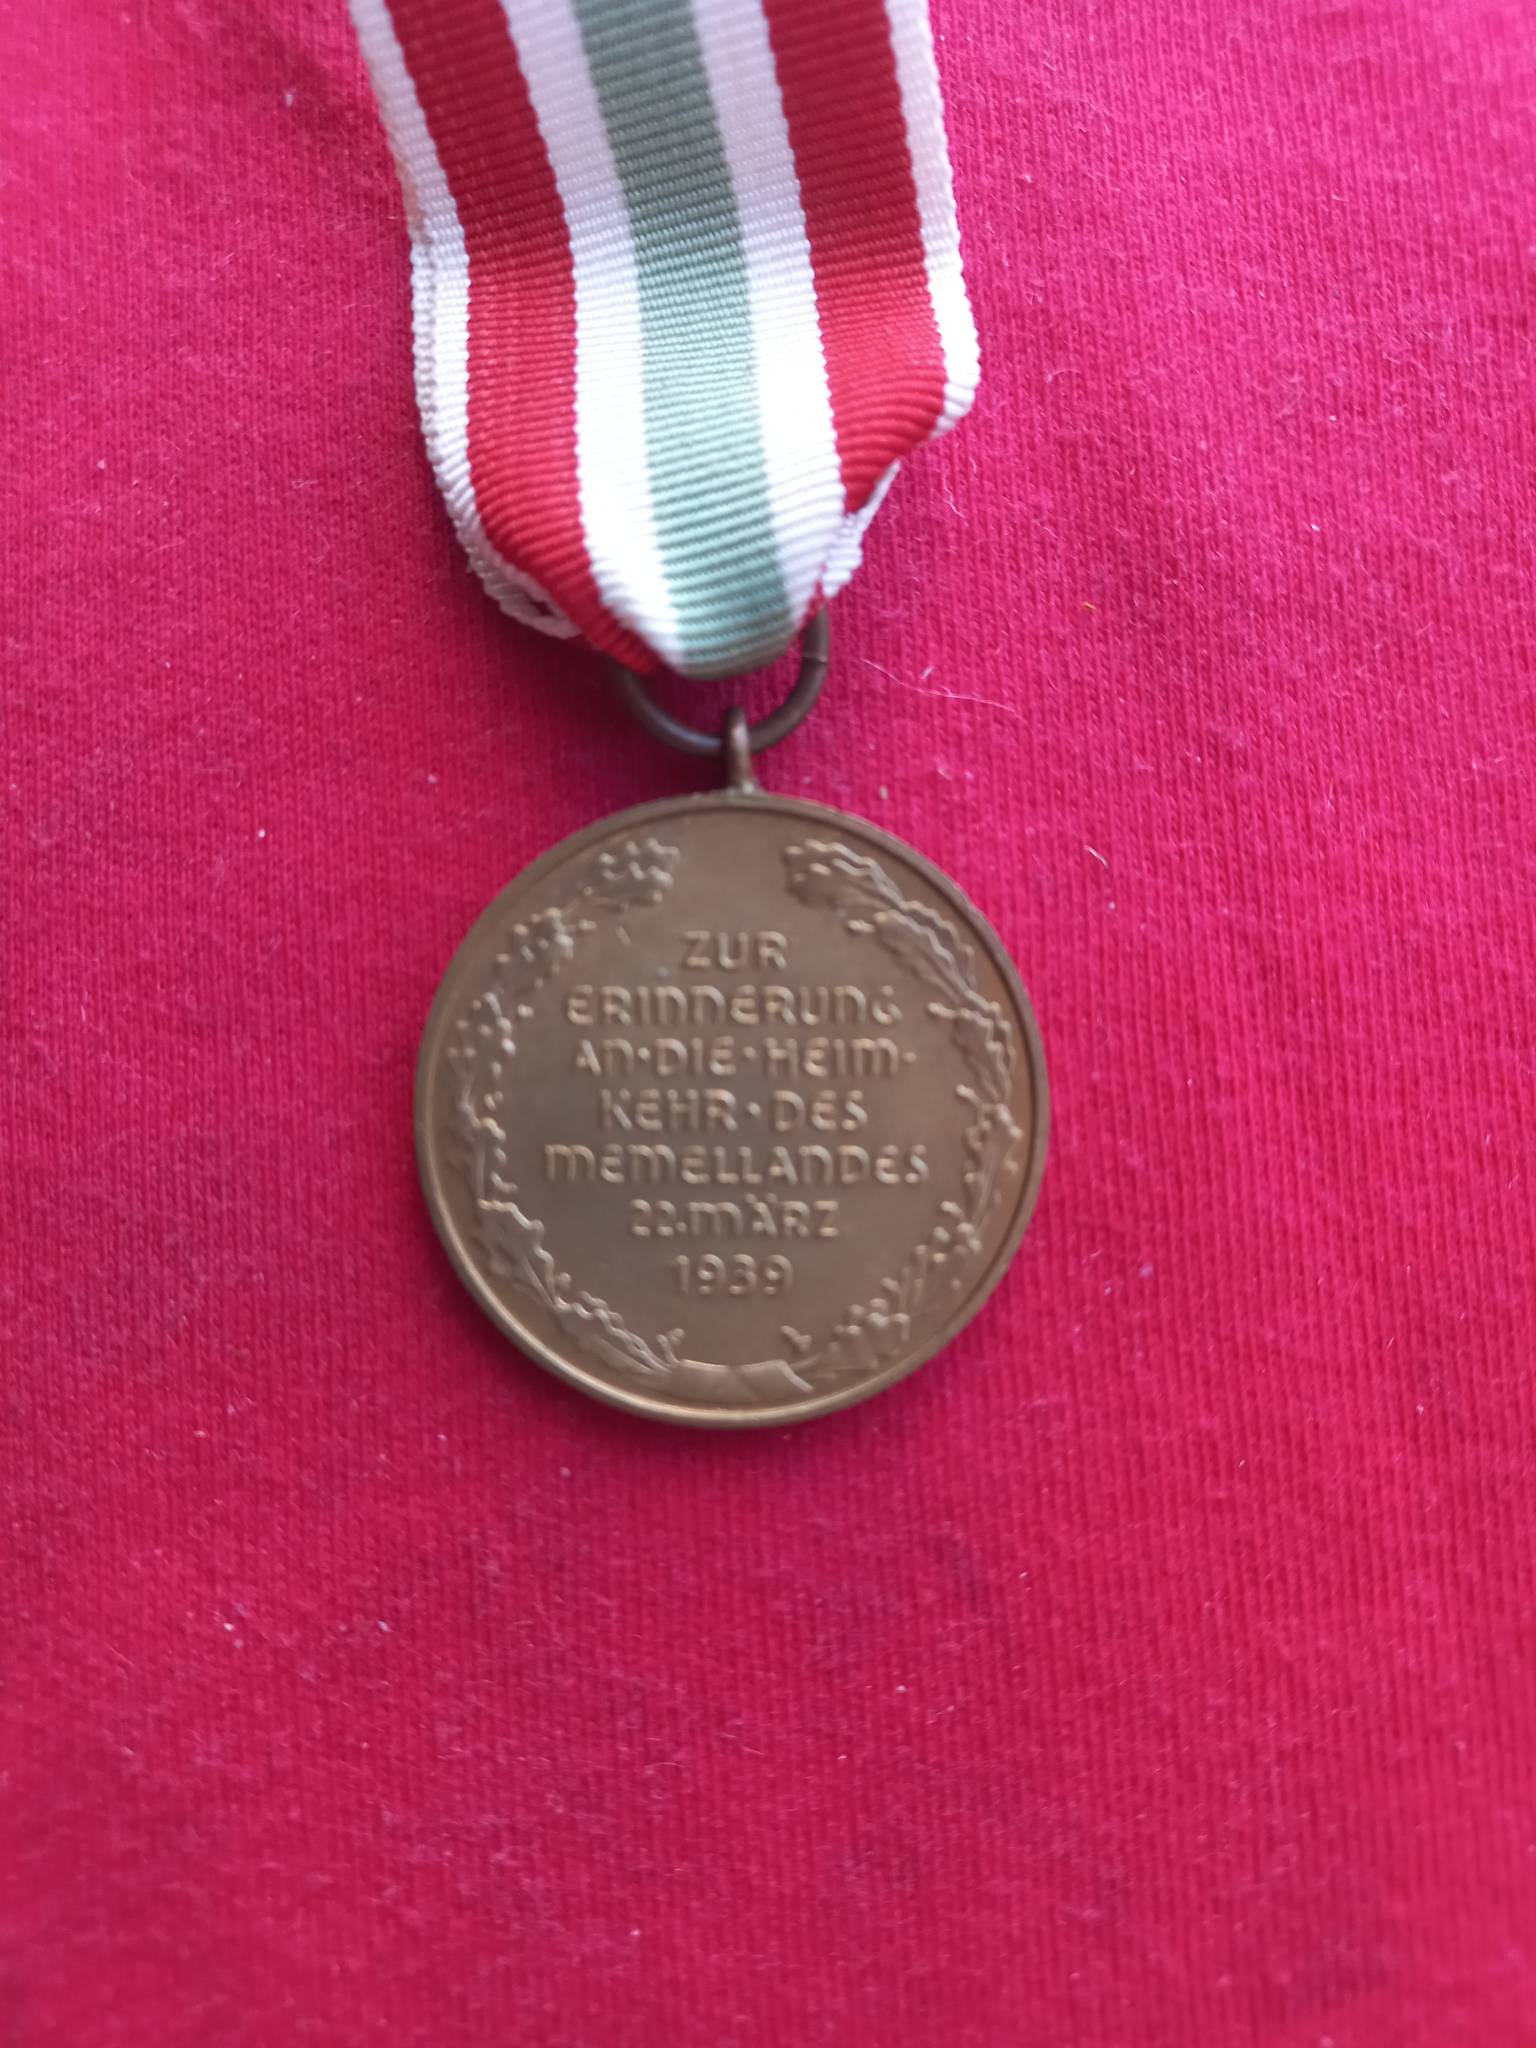 ZUR
ERINNERUNG
AN·DIE·HEIM·
KEHR·DES
MEMELLANDES
22.MÄRZ
1939